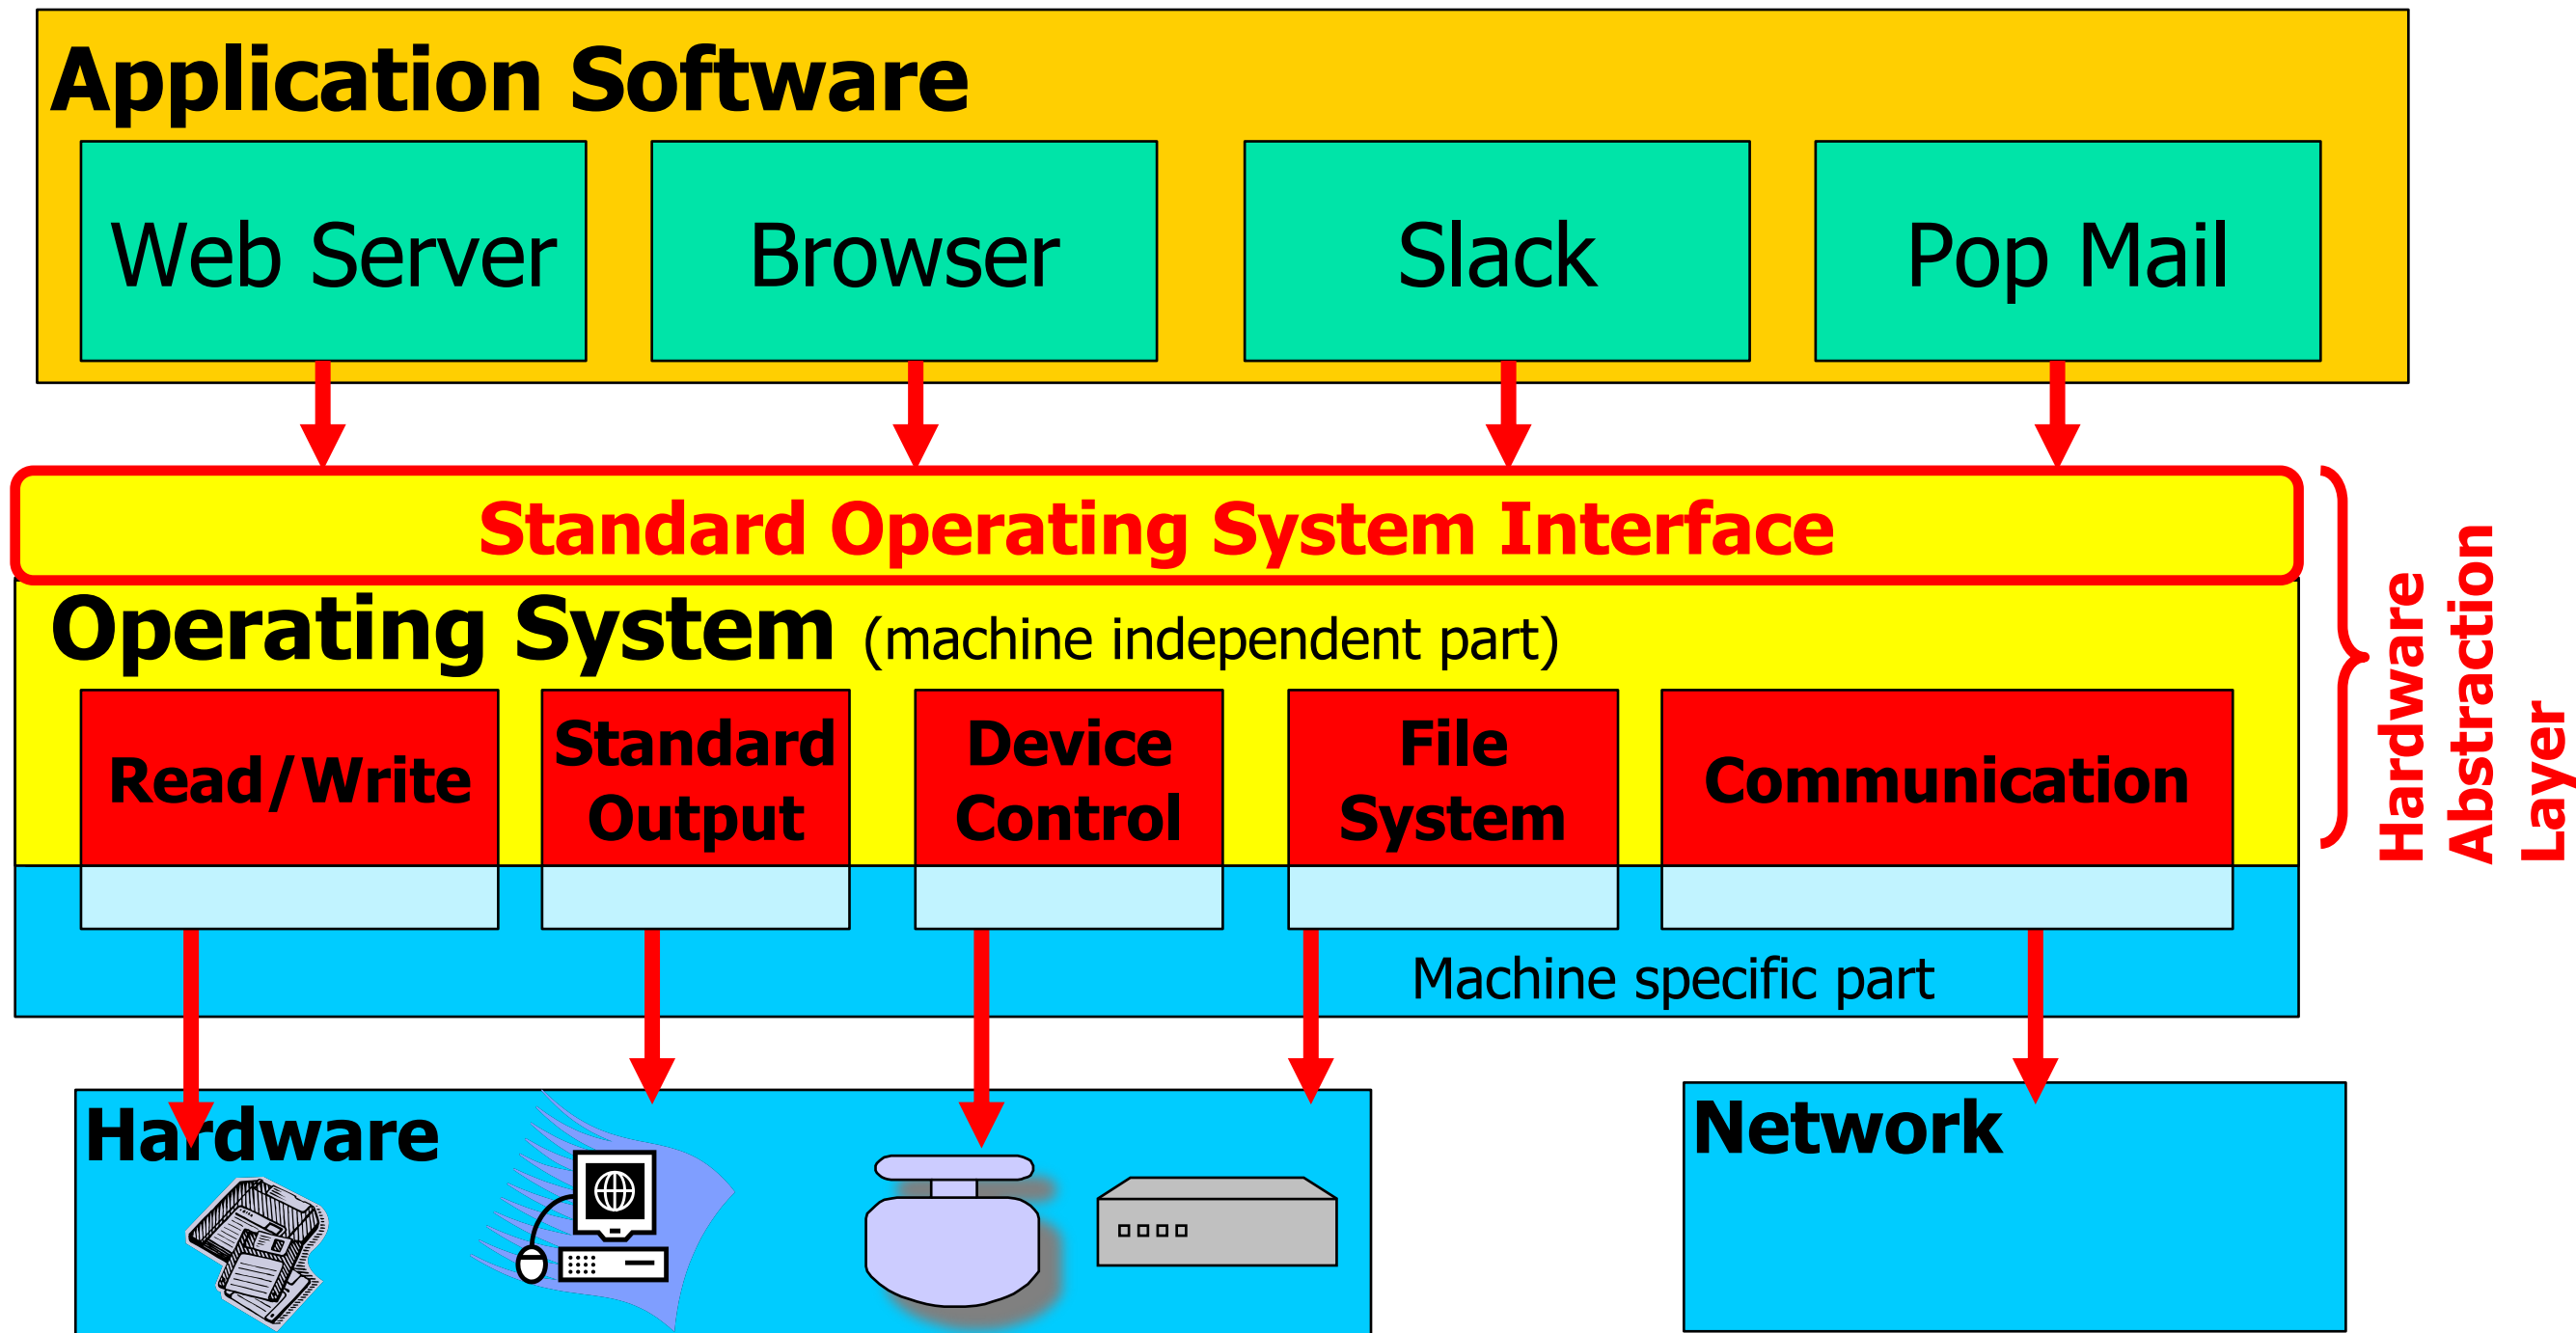 Application Software
Web Server
Browser
Slack
Pop Mail
Standard Operating System Interface
Operating System (machine independent part)
Read/Write
Standard
Output
Device
Control
File
System
Communication
Hardware
Abstraction
Layer
Machine specific part
Hardware
Network